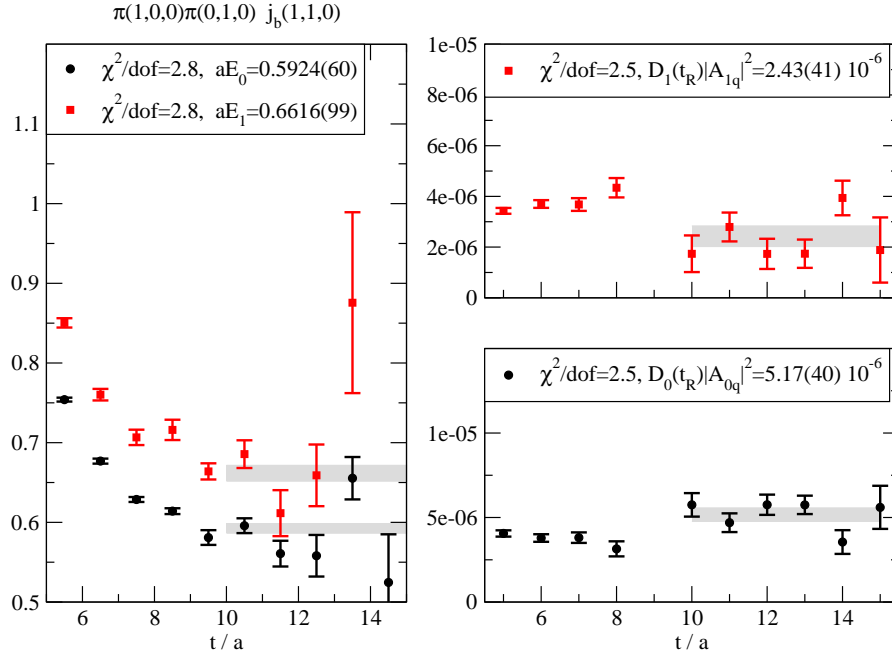 π(1,0,0)π(0,1,0) j_b(1,1,0)
χ²/dof=2.8, aE₀=0.5924(60)
χ²/dof=2.8, aE₁=0.6616(99)
1.1
1
0.9
0.8
0.7
0.6
0.5
6 8 10 12 14
t / a
χ²/dof=2.5, D₁(t_R)|A_{1q}|²=2.43(41) 10⁻⁶
1e-05
8e-06
6e-06
4e-06
2e-06
0
χ²/dof=2.5, D₀(t_R)|A_{0q}|²=5.17(40) 10⁻⁶
1e-05
5e-06
0
6 8 10 12 14
t / a